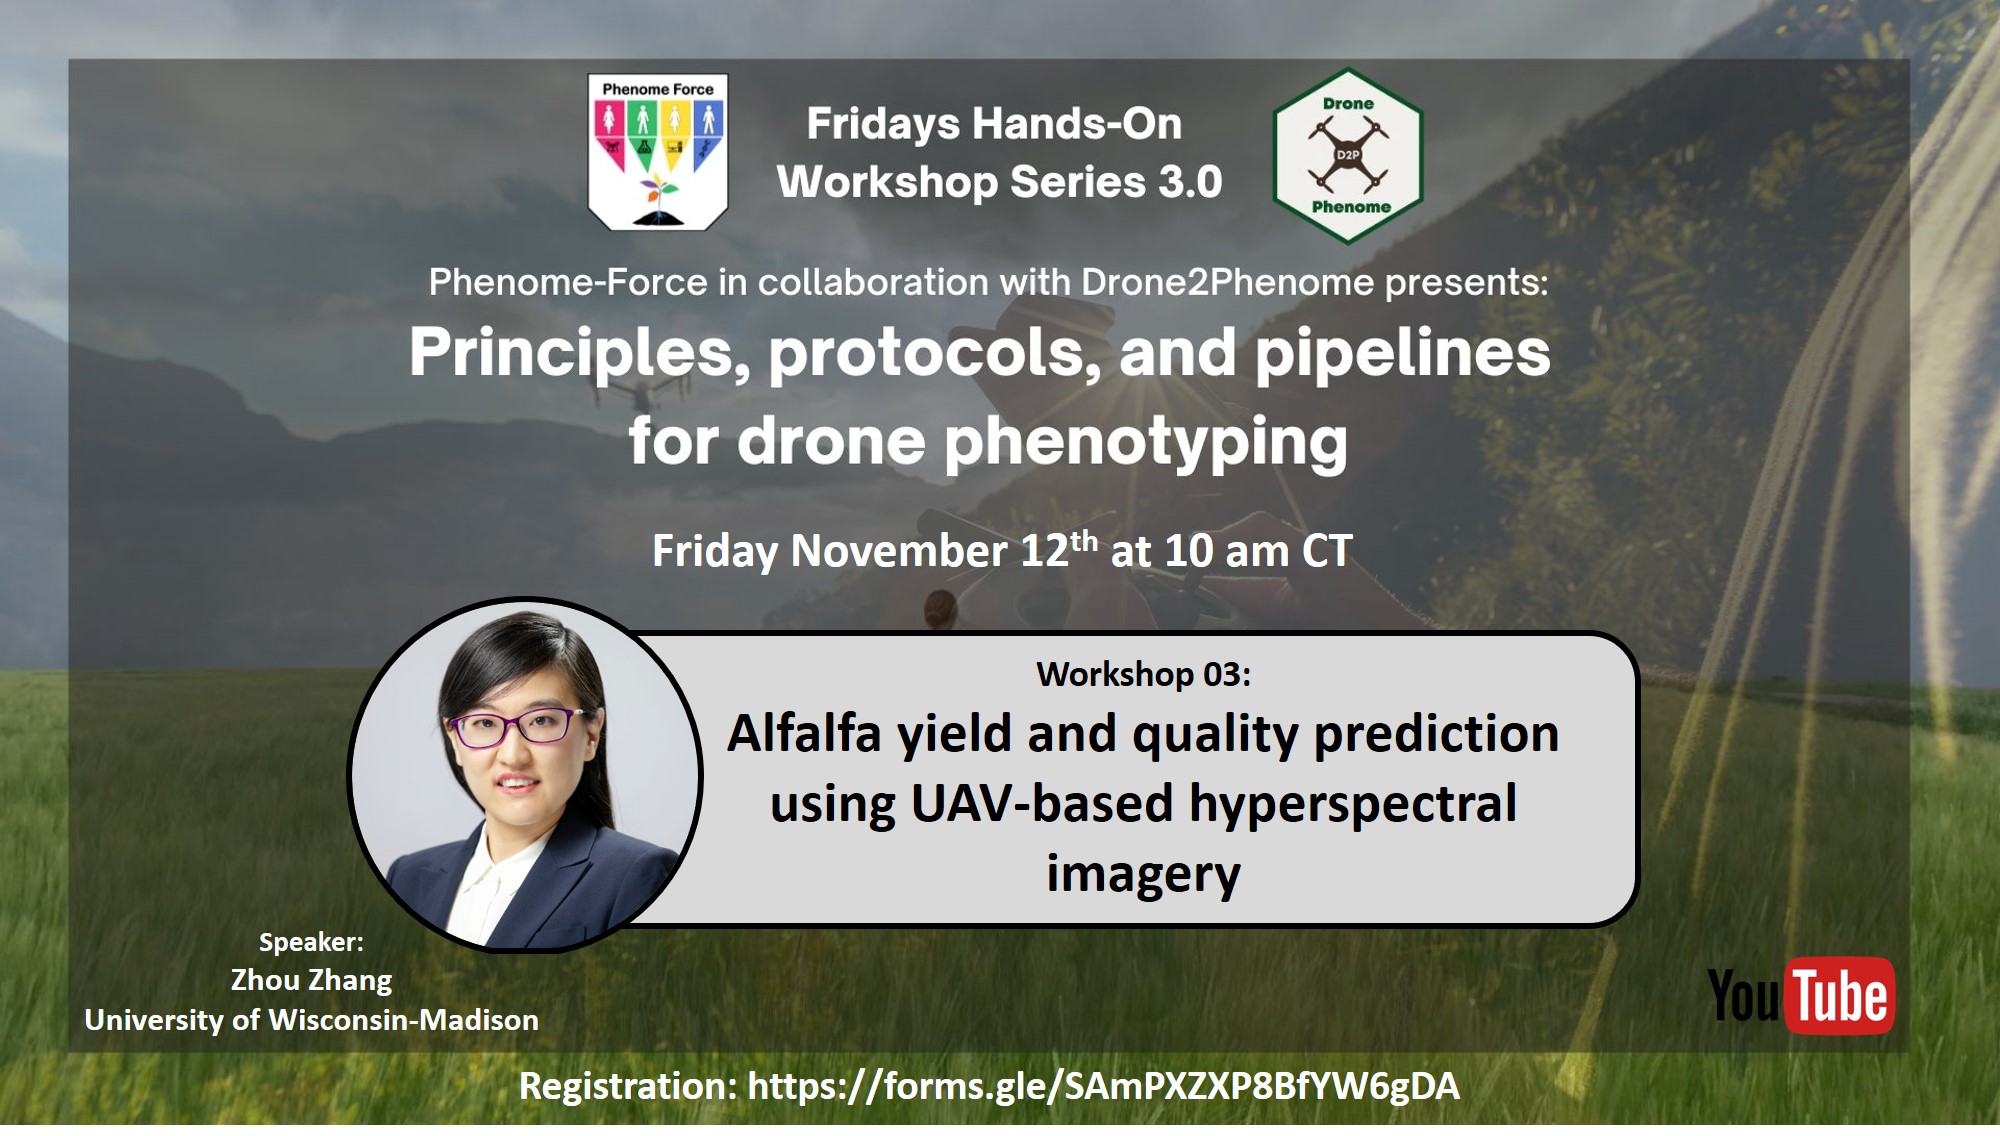 Phenome Force
Fridays Hands-On
Workshop Series 3.0
Drone
D2P
Phenome
Phenome-Force in collaboration with Drone2Phenome presents:
Principles, protocols, and pipelines
for drone phenotyping
Friday November 12th at 10 am CT
Workshop 03:
Alfalfa yield and quality prediction
using UAV-based hyperspectral
imagery
Speaker:
Zhou Zhang
University of Wisconsin-Madison
YouTube
Registration: https://forms.gle/SAmPXZXP8BfYW6gDA